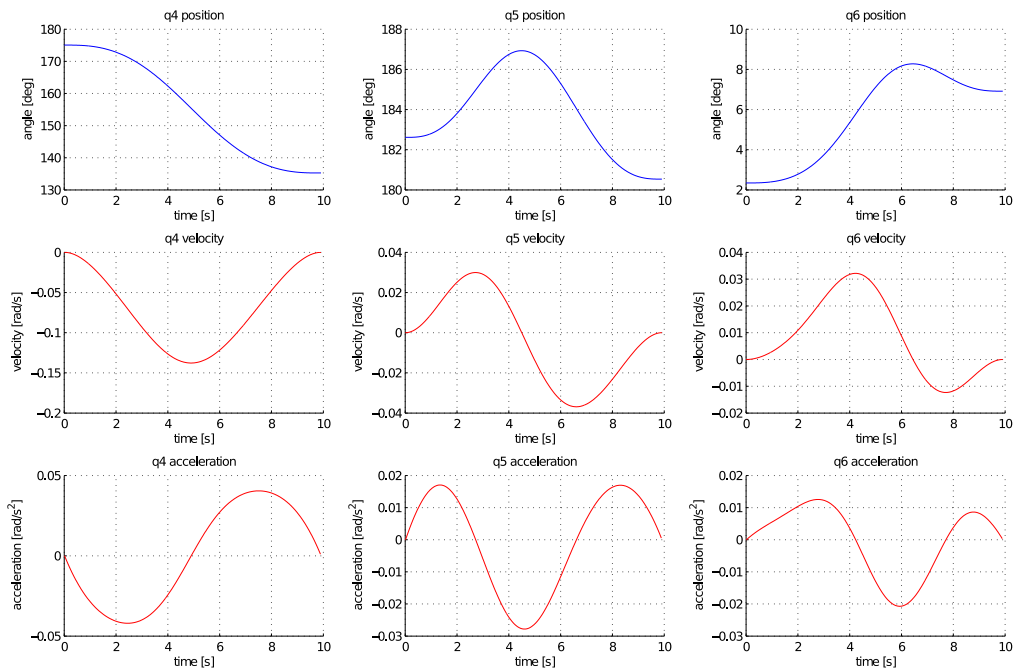 q4 position
180
170
160
150
140
130
angle [deg]
0 2 4 6 8 10
time [s]
q5 position
188
186
184
182
180
angle [deg]
0 2 4 6 8 10
time [s]
q6 position
10
8
6
4
2
angle [deg]
0 2 4 6 8 10
time [s]
q4 velocity
0
−0.05
−0.1
−0.15
−0.2
velocity [rad/s]
0 2 4 6 8 10
time [s]
q5 velocity
0.04
0.02
0
−0.02
−0.04
velocity [rad/s]
0 2 4 6 8 10
time [s]
q6 velocity
0.04
0.03
0.02
0.01
0
−0.01
−0.02
velocity [rad/s]
0 2 4 6 8 10
time [s]
q4 acceleration
0.05
0
−0.05
acceleration [rad/s²]
0 2 4 6 8 10
time [s]
q5 acceleration
0.02
0.01
0
−0.01
−0.02
−0.03
acceleration [rad/s²]
0 2 4 6 8 10
time [s]
q6 acceleration
0.02
0.01
0
−0.01
−0.02
−0.03
acceleration [rad/s²]
0 2 4 6 8 10
time [s]